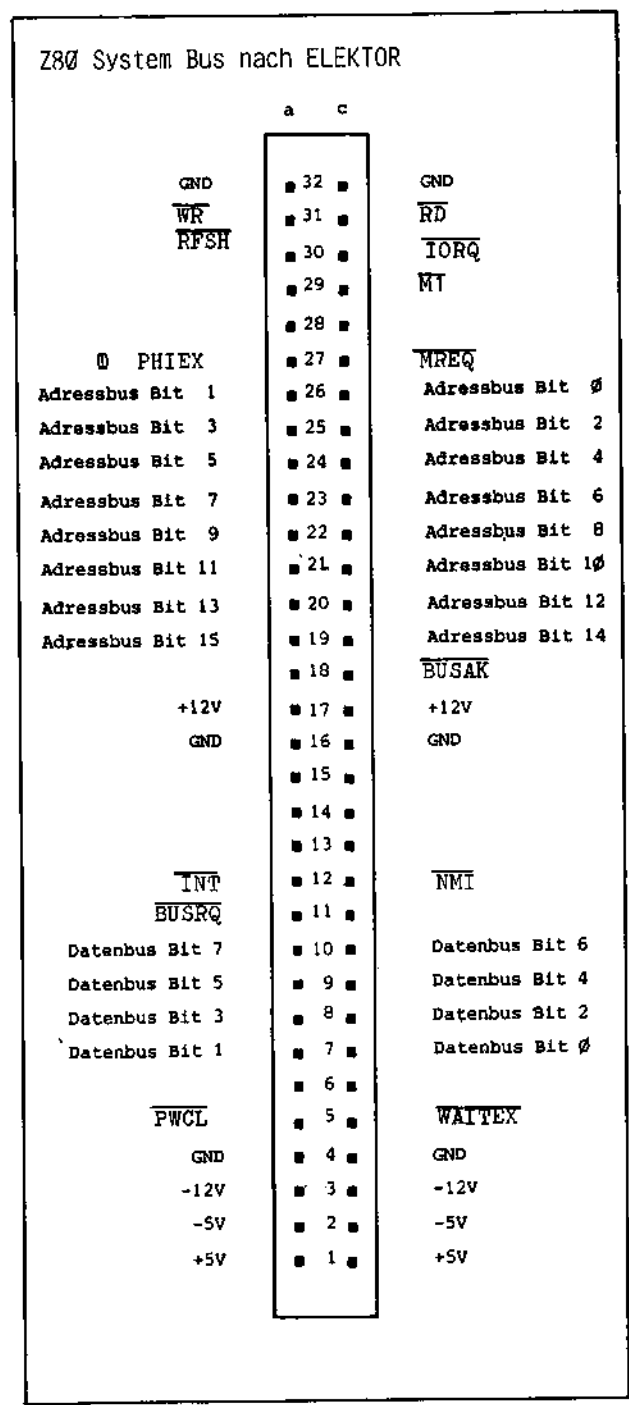 Z8Ø System Bus nach ELEKTOR
a c
GND 32 GND
WR 31 RD
RFSH 30 IORQ
29 M1
28
Φ PHIEX 27 MREQ
Adressbus Bit 1 26 Adressbus Bit Ø
Adressbus Bit 3 25 Adressbus Bit 2
Adressbus Bit 5 24 Adressbus Bit 4
Adressbus Bit 7 23 Adressbus Bit 6
Adressbus Bit 9 22 Adressbus Bit 8
Adressbus Bit 11 21 Adressbus Bit 1Ø
Adressbus Bit 13 20 Adressbus Bit 12
Adressbus Bit 15 19 Adressbus Bit 14
18 BUSAK
+12V 17 +12V
GND 16 GND
15
14
13
INT 12 NMI
BUSRQ 11
Datenbus Bit 7 10 Datenbus Bit 6
Datenbus Bit 5 9 Datenbus Bit 4
Datenbus Bit 3 8 Datenbus Bit 2
Datenbus Bit 1 7 Datenbus Bit Ø
6
PWCL 5 WAITEX
GND 4 GND
-12V 3 -12V
-5V 2 -5V
+5V 1 +5V